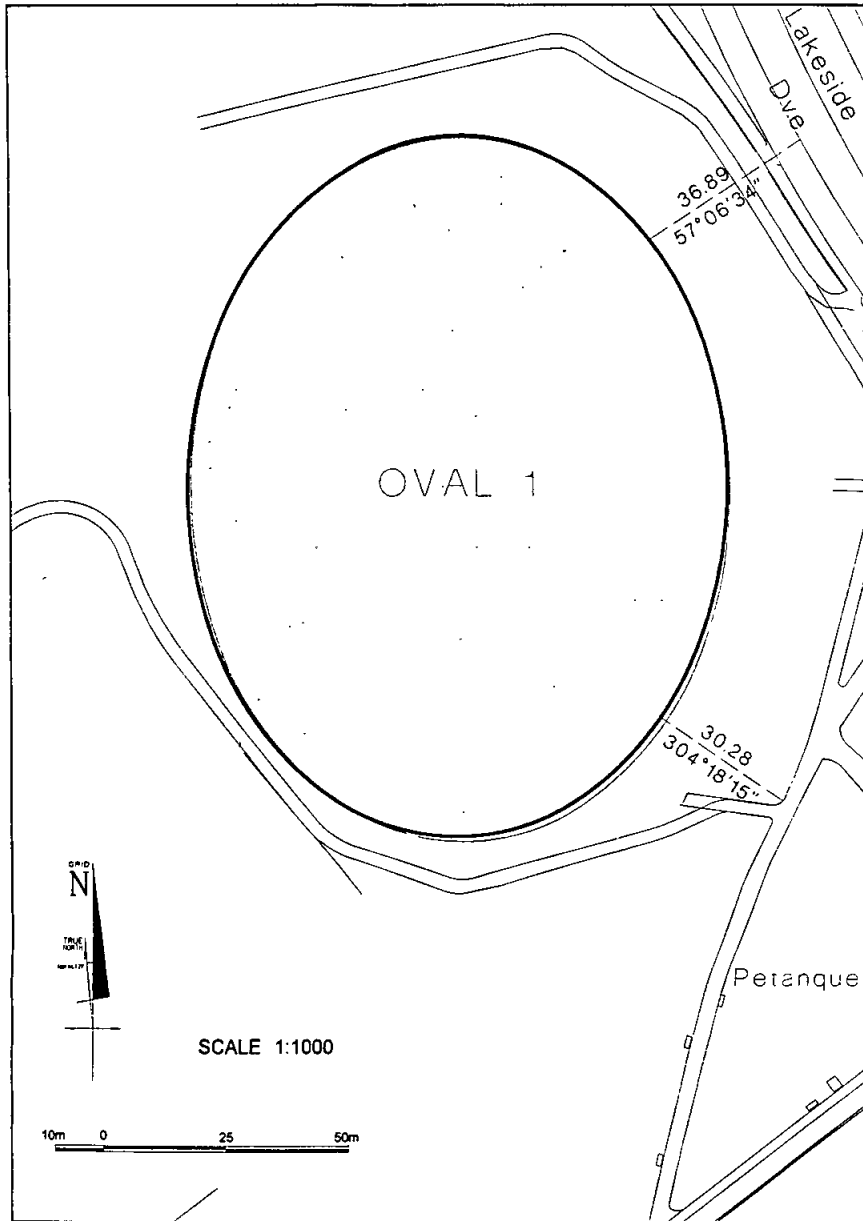 Lakeside
Dve
36.89
57°06'34"
OVAL 1
30.28
304°18'15"
GRID
N
TRUE
NORTH
Petanque
SCALE 1:1000
10m 0 25 50m